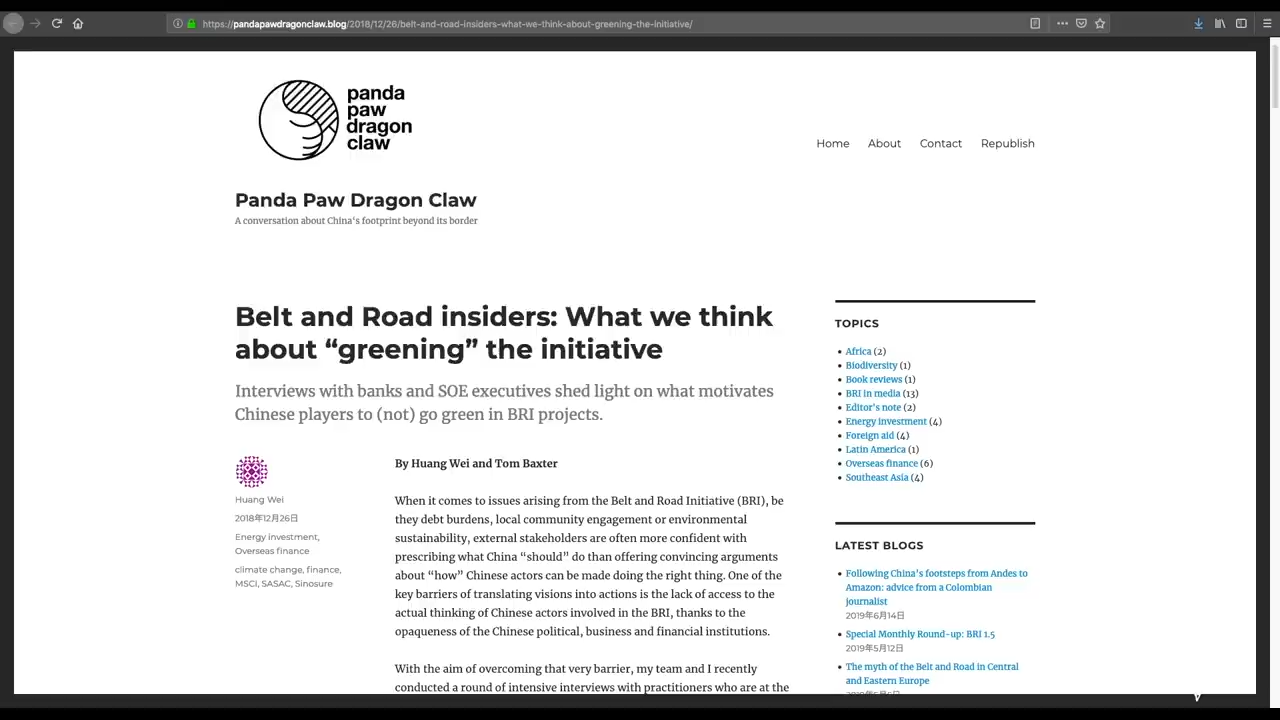 https://pandapawdragonclaw.blog/2018/12/26/belt-and-road-insiders-what-we-think-about-greening-the-initiative/
panda
paw
dragon
claw
Home
About
Contact
Republish
Panda Paw Dragon Claw
A conversation about China's footprint beyond its border
Belt and Road insiders: What we think
about “greening” the initiative
Interviews with banks and SOE executives shed light on what motivates
Chinese players to (not) go green in BRI projects.
Huang Wei
2018年12月26日
Energy investment,
Overseas finance
climate change, finance,
MSCI, SASAC, Sinosure
By Huang Wei and Tom Baxter
When it comes to issues arising from the Belt and Road Initiative (BRI), be
they debt burdens, local community engagement or environmental
sustainability, external stakeholders are often more confident with
prescribing what China “should” do than offering convincing arguments
about “how” Chinese actors can be made doing the right thing. One of the
key barriers of translating visions into actions is the lack of access to the
actual thinking of Chinese actors involved in the BRI, thanks to the
opaqueness of the Chinese political, business and financial institutions.
With the aim of overcoming that very barrier, my team and I recently
conducted a round of intensive interviews with practitioners who are at the
TOPICS
Africa (2)
Biodiversity (1)
Book reviews (1)
BRI in media (13)
Editor's note (2)
Energy investment (4)
Foreign aid (4)
Latin America (1)
Overseas finance (6)
Southeast Asia (4)
LATEST BLOGS
Following China's footsteps from Andes to
Amazon: advice from a Colombian
journalist
2019年6月14日
Special Monthly Round-up: BRI 1.5
2019年5月12日
The myth of the Belt and Road in Central
and Eastern Europe